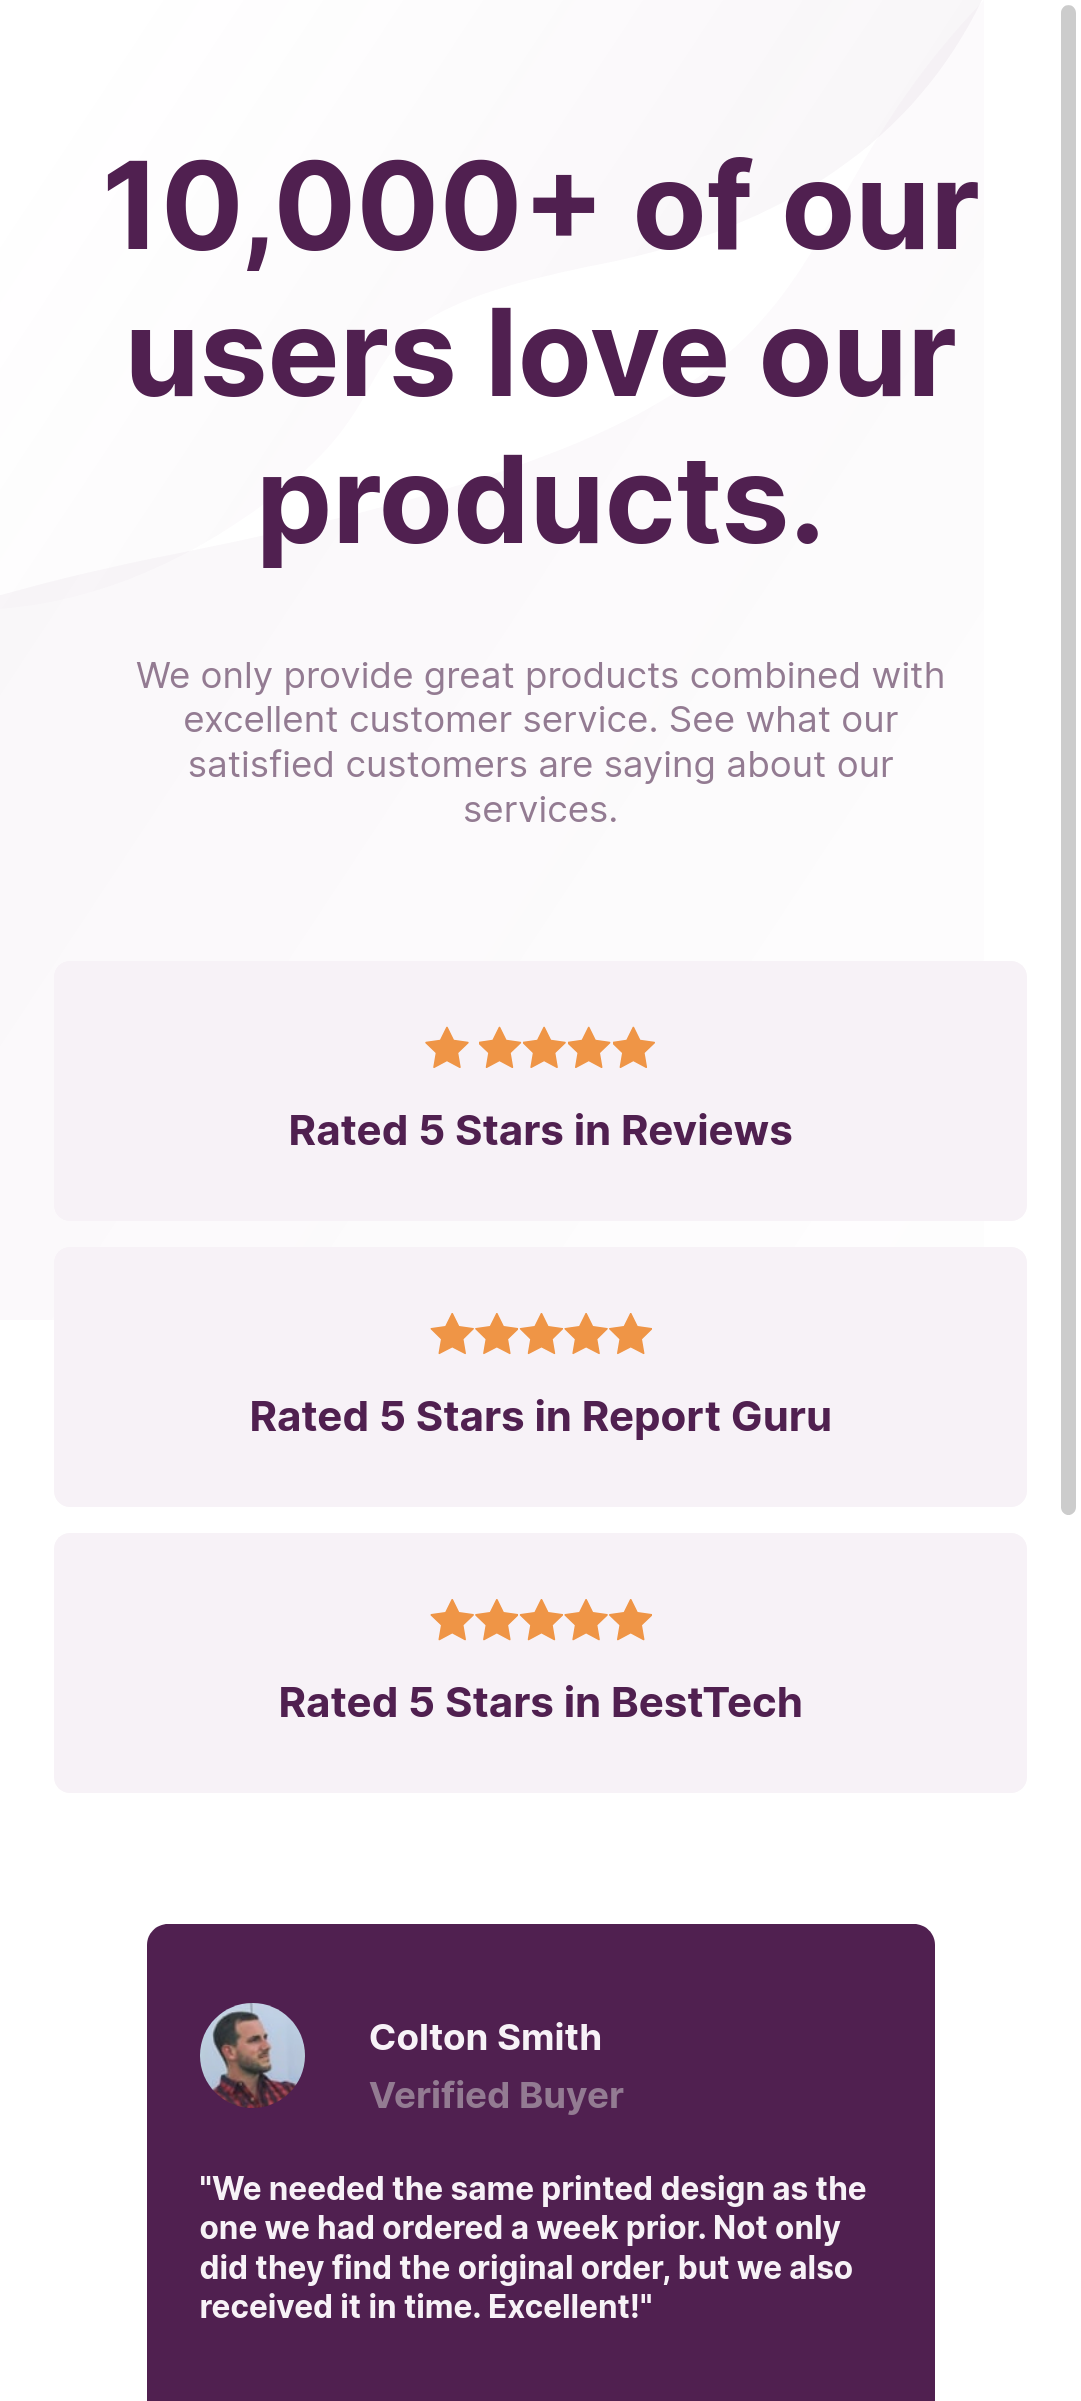 10,000+ of our
users love our
products.
We only provide great products combined with
excellent customer service. See what our
satisfied customers are saying about our
services.
Rated 5 Stars in Reviews
Rated 5 Stars in Report Guru
Rated 5 Stars in BestTech
Colton Smith
Verified Buyer
"We needed the same printed design as the
one we had ordered a week prior. Not only
did they find the original order, but we also
received it in time. Excellent!"